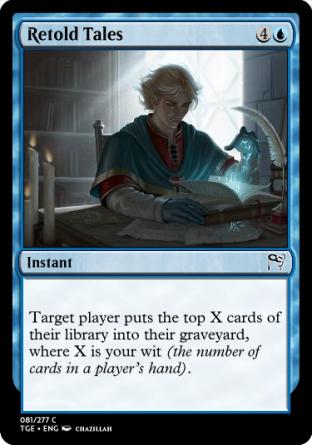 Retold Tales 4
Instant
Target player puts the top X cards of
their library into their graveyard,
where X is your wit (the number of
cards in a player's hand).
081/277 C
TGE • ENG CHAZILLAH